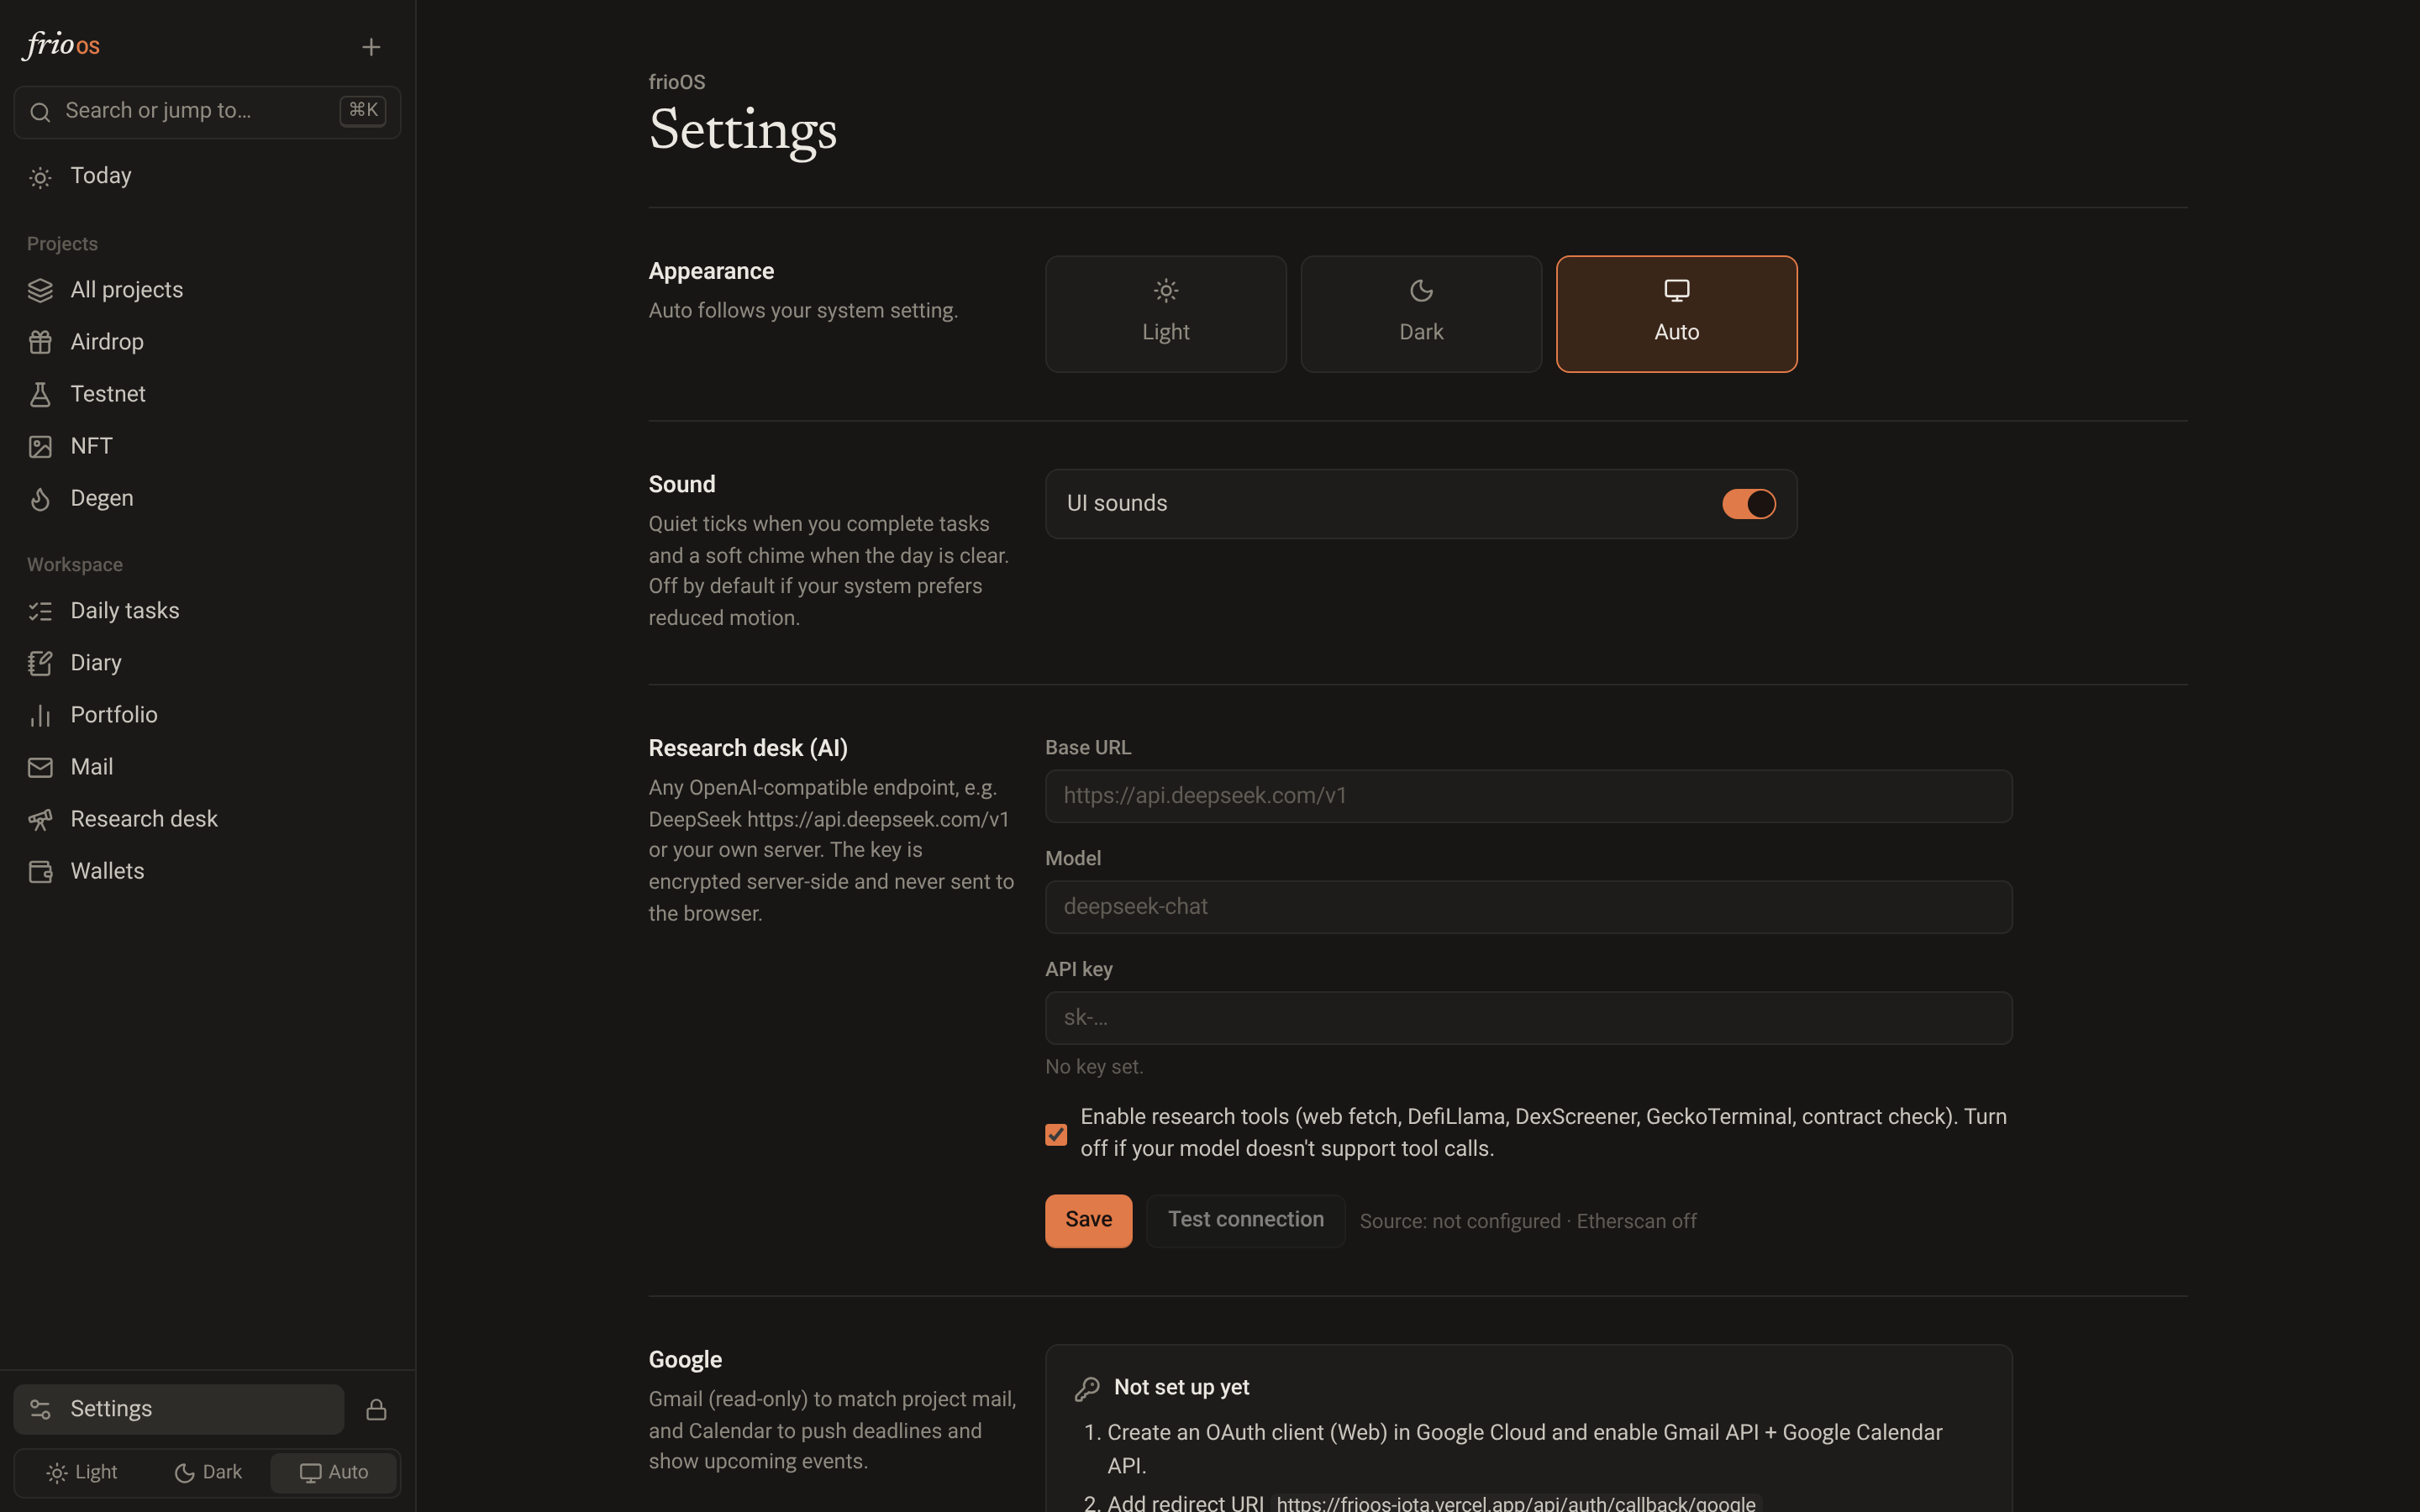 frioos
Search or jump to... ⌘K
Today
Projects
All projects
Airdrop
Testnet
NFT
Degen
Workspace
Daily tasks
Diary
Portfolio
Mail
Research desk
Wallets
Settings
Light Dark Auto
frioOS
Settings
Appearance
Auto follows your system setting.
Light
Dark
Auto
Sound
Quiet ticks when you complete tasks
and a soft chime when the day is clear.
Off by default if your system prefers
reduced motion.
UI sounds
Research desk (AI)
Any OpenAI-compatible endpoint, e.g.
DeepSeek https://api.deepseek.com/v1
or your own server. The key is
encrypted server-side and never sent to
the browser.
Base URL
https://api.deepseek.com/v1
Model
deepseek-chat
API key
sk-...
No key set.
Enable research tools (web fetch, DefiLlama, DexScreener, GeckoTerminal, contract check). Turn
off if your model doesn't support tool calls.
Save
Test connection
Source: not configured · Etherscan off
Google
Gmail (read-only) to match project mail,
and Calendar to push deadlines and
show upcoming events.
Not set up yet
1. Create an OAuth client (Web) in Google Cloud and enable Gmail API + Google Calendar
API.
2. Add redirect URI https://frioos-iota.vercel.app/api/auth/callback/google